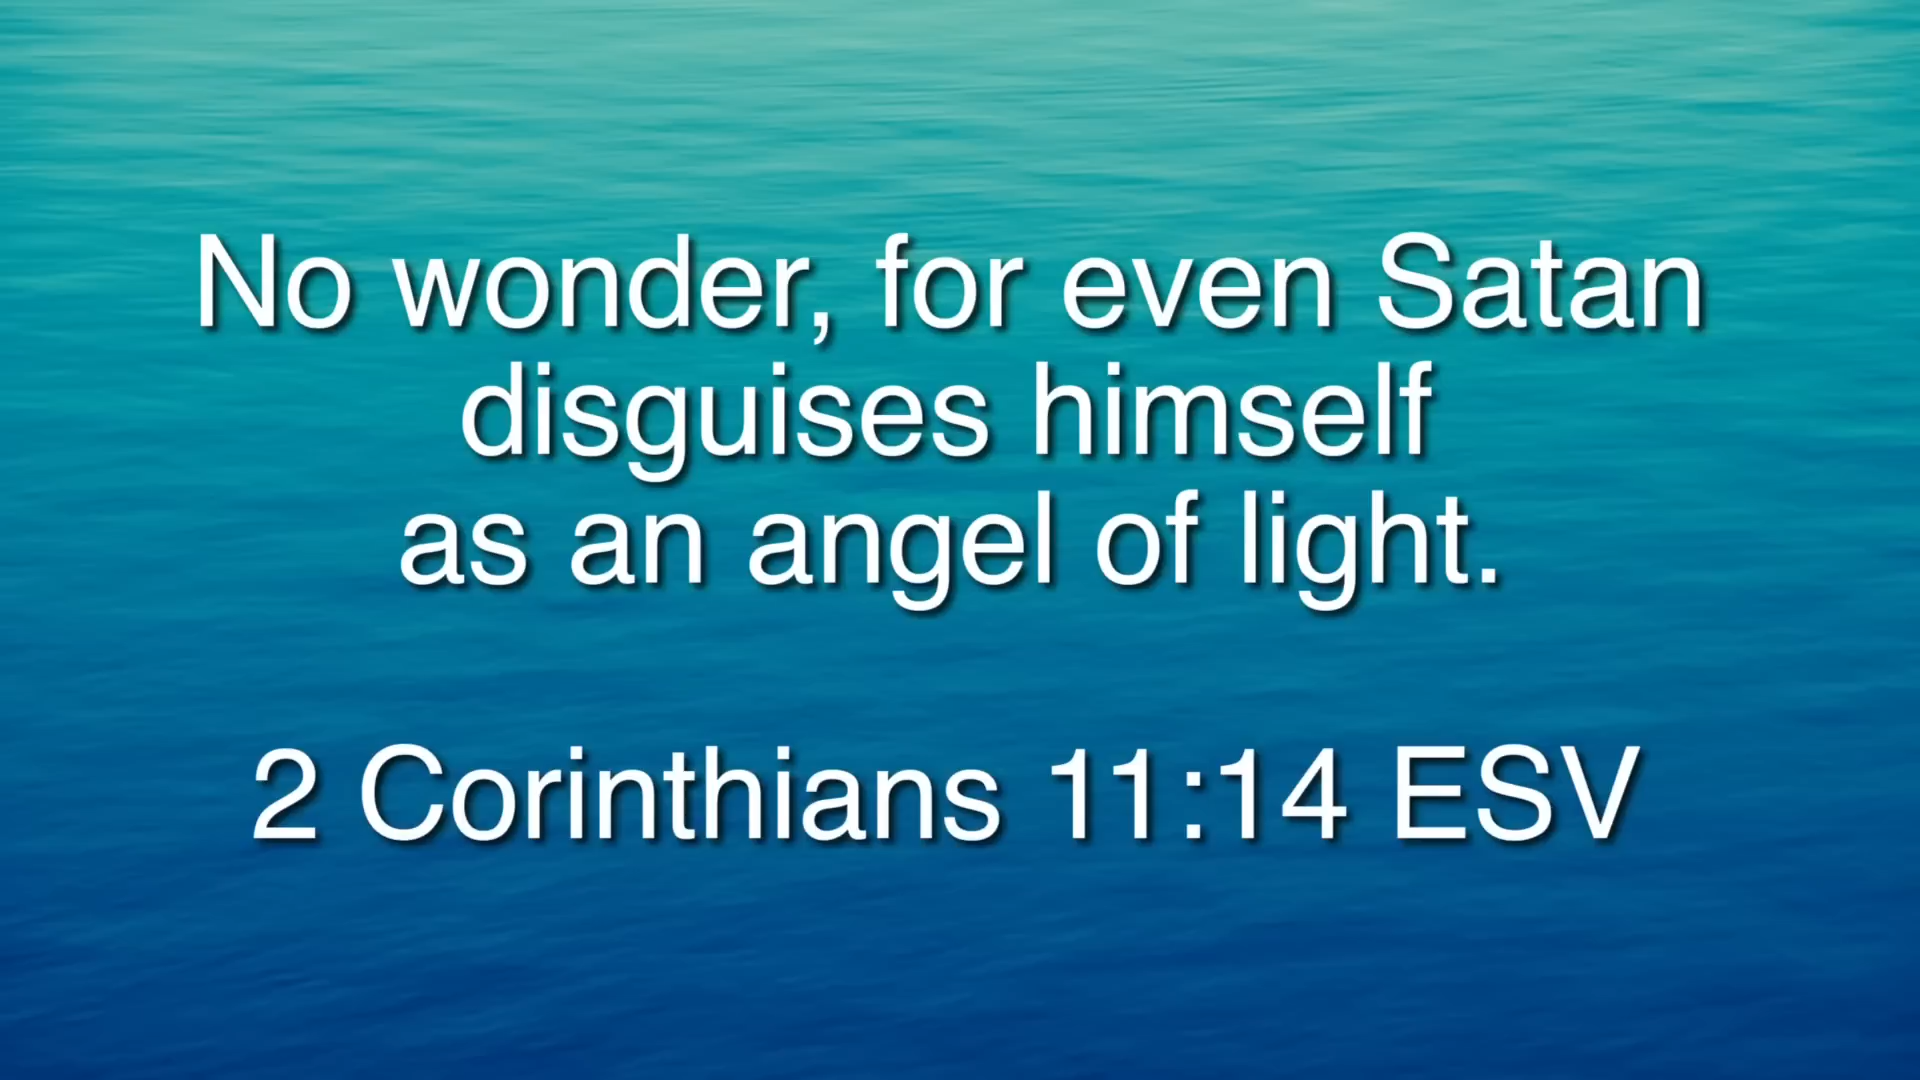 No wonder, for even Satan
disguises himself
as an angel of light.
2 Corinthians 11:14 ESV